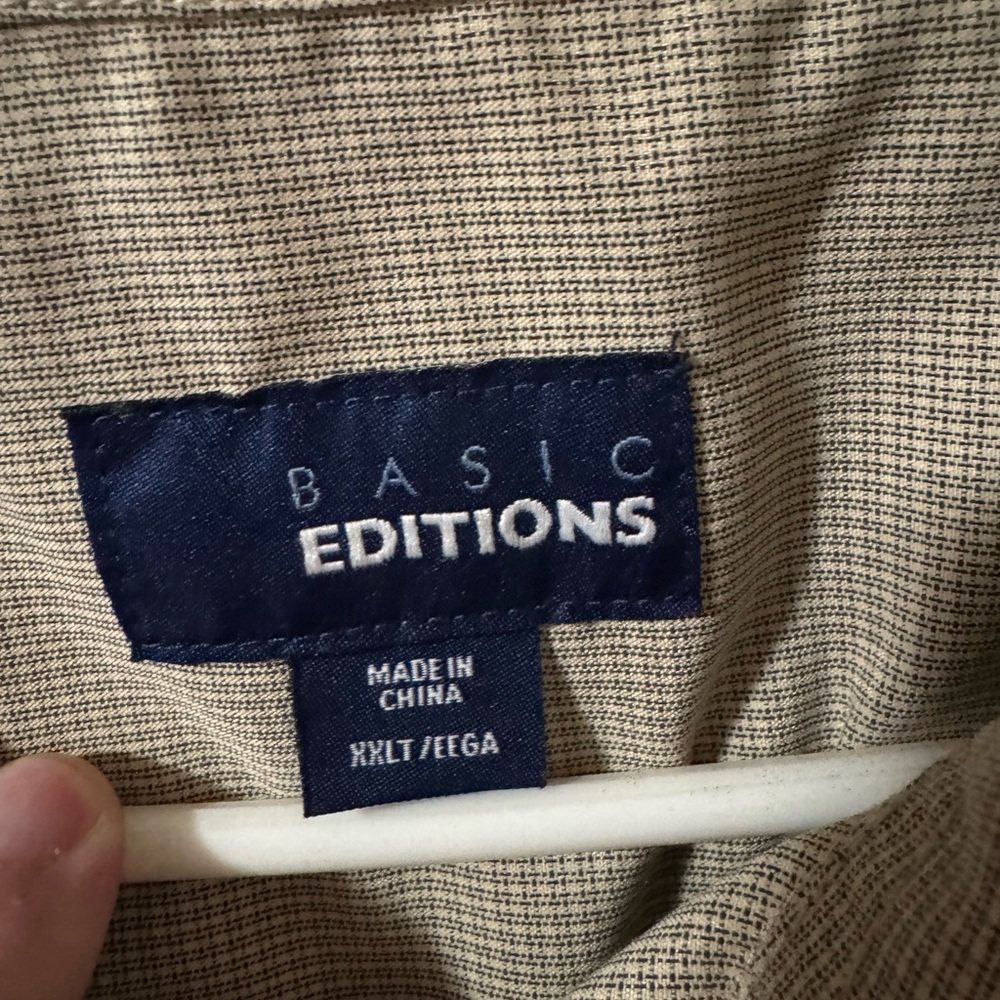 BASIC
EDITIONS
MADE IN
CHINA
XXLT/EEGA